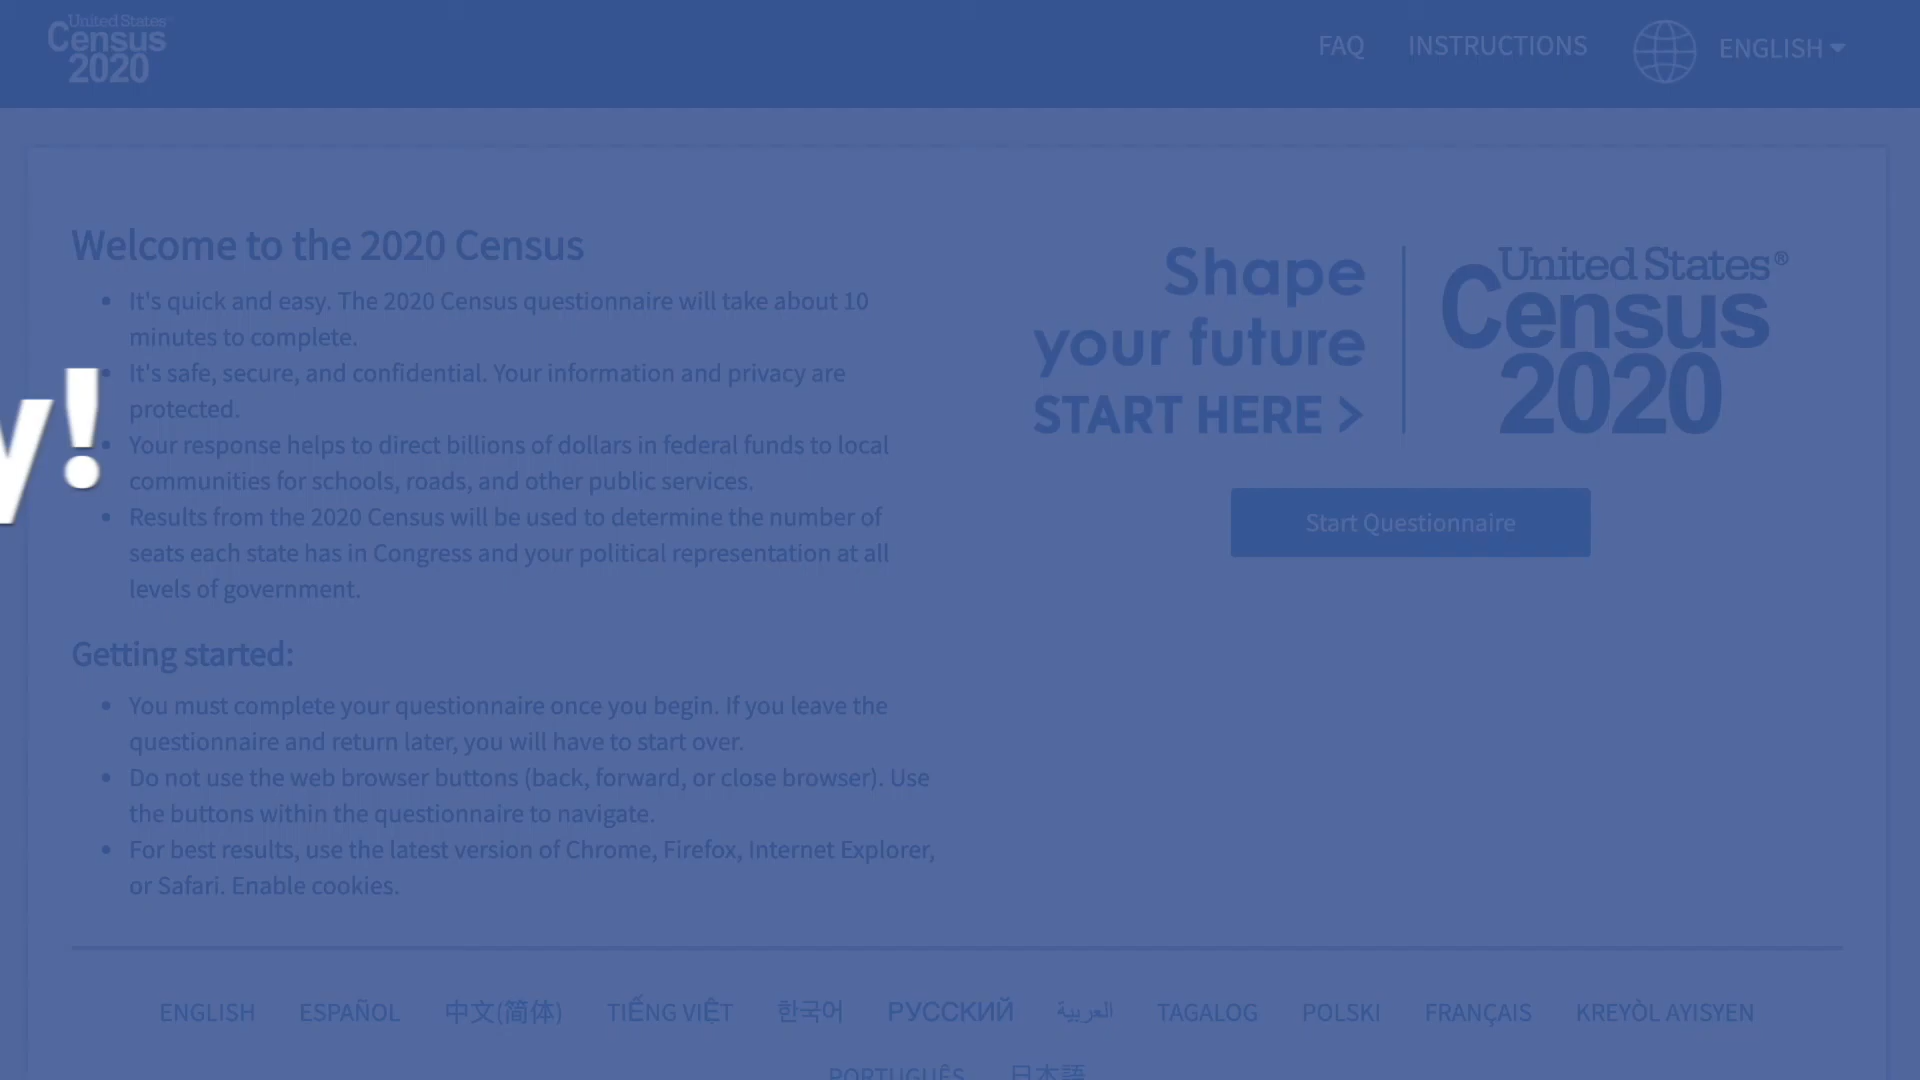 United States
Census
2020
FAQ INSTRUCTIONS ENGLISH
Welcome to the 2020 Census
It's quick and easy. The 2020 Census questionnaire will take about 10
minutes to complete.
It's safe, secure, and confidential. Your information and privacy are
protected.
Your response helps to direct billions of dollars in federal funds to local
communities for schools, roads, and other public services.
Results from the 2020 Census will be used to determine the number of
seats each state has in Congress and your political representation at all
levels of government.
y!
Shape
your future
START HERE >
United States®
Census
2020
Start Questionnaire
Getting started:
You must complete your questionnaire once you begin. If you leave the
questionnaire and return later, you will have to start over.
Do not use the web browser buttons (back, forward, or close browser). Use
the buttons within the questionnaire to navigate.
For best results, use the latest version of Chrome, Firefox, Internet Explorer,
or Safari. Enable cookies.
ENGLISH ESPAÑOL 中文(简体) TIẾNG VIỆT 한국어 РУССКИЙ العربية TAGALOG POLSKI FRANÇAIS KREYÒL AYISYEN
PORTUGUÊS 日本語